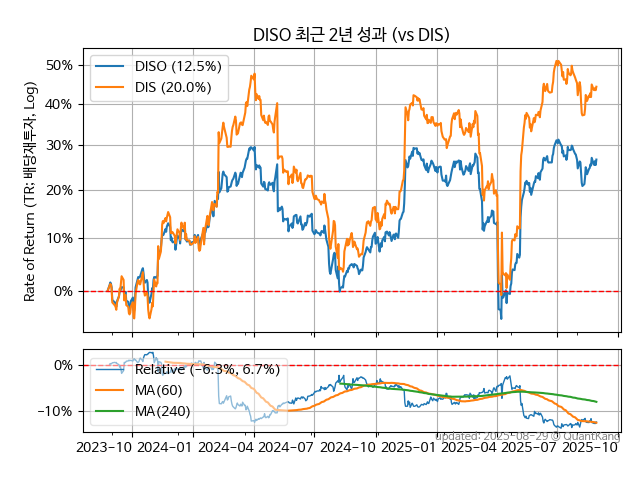 DISO 최근 2년 성과 (vs DIS)
Rate of Return (TR: 배당재투자, Log)
50%
40%
30%
20%
10%
0%
DISO (12.5%)
DIS (20.0%)
0%
−10%
Relative (−6.3%, 6.7%)
MA(60)
MA(240)
updated: 2025-08-29 © QuantKang
2023-10 2024-01 2024-04 2024-07 2024-10 2025-01 2025-04 2025-07 2025-10